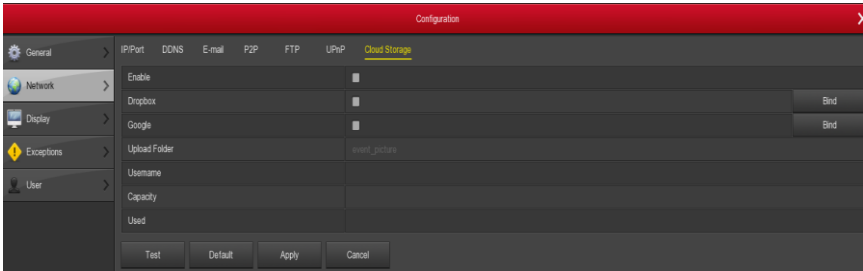 Configuration
General
Network
Display
Exceptions
User
IP/Port DDNS E-mail P2P FTP UPnP Cloud Storage
Enable
Dropbox Bind
Google Bind
Upload Folder event_picture
Username
Capacity
Used
Test Default Apply Cancel